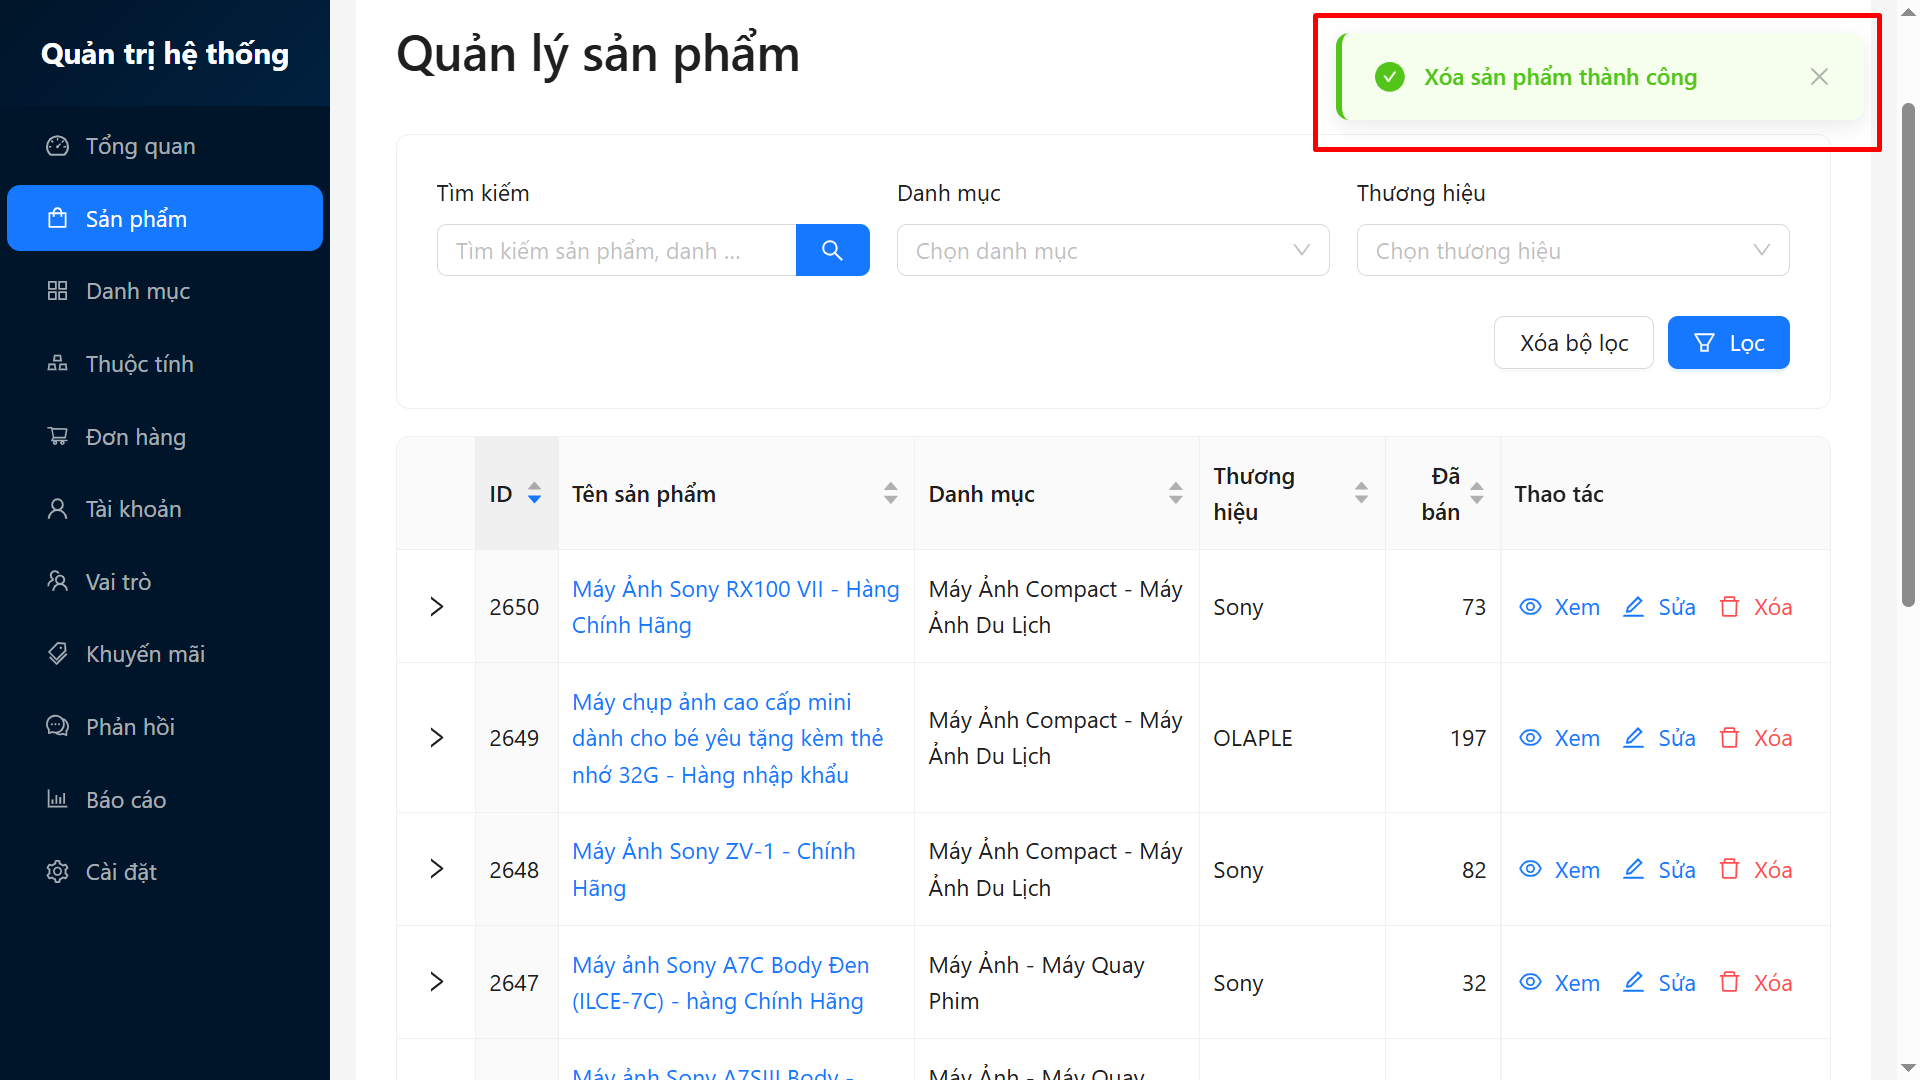 Quản trị hệ thống
Tổng quan
Sản phẩm
Danh mục
Thuộc tính
Đơn hàng
Tài khoản
Vai trò
Khuyến mãi
Phản hồi
Báo cáo
Cài đặt
Quản lý sản phẩm
Xóa sản phẩm thành công
Tìm kiếm
Tìm kiếm sản phẩm, danh ...
Danh mục
Chọn danh mục
Thương hiệu
Chọn thương hiệu
Xóa bộ lọc
Lọc
ID
Tên sản phẩm
Danh mục
Thương
hiệu
Đã
bán
Thao tác
2650
Máy Ảnh Sony RX100 VII - Hàng
Chính Hãng
Máy Ảnh Compact - Máy
Ảnh Du Lịch
Sony
73
Xem
Sửa
Xóa
2649
Máy chụp ảnh cao cấp mini
dành cho bé yêu tặng kèm thẻ
nhớ 32G - Hàng nhập khẩu
Máy Ảnh Compact - Máy
Ảnh Du Lịch
OLAPLE
197
Xem
Sửa
Xóa
2648
Máy Ảnh Sony ZV-1 - Chính
Hãng
Máy Ảnh Compact - Máy
Ảnh Du Lịch
Sony
82
Xem
Sửa
Xóa
2647
Máy ảnh Sony A7C Body Đen
(ILCE-7C) - hàng Chính Hãng
Máy Ảnh - Máy Quay
Phim
Sony
32
Xem
Sửa
Xóa
Máy ảnh Sony A7SIII Body -
Máy Ảnh - Máy Quay